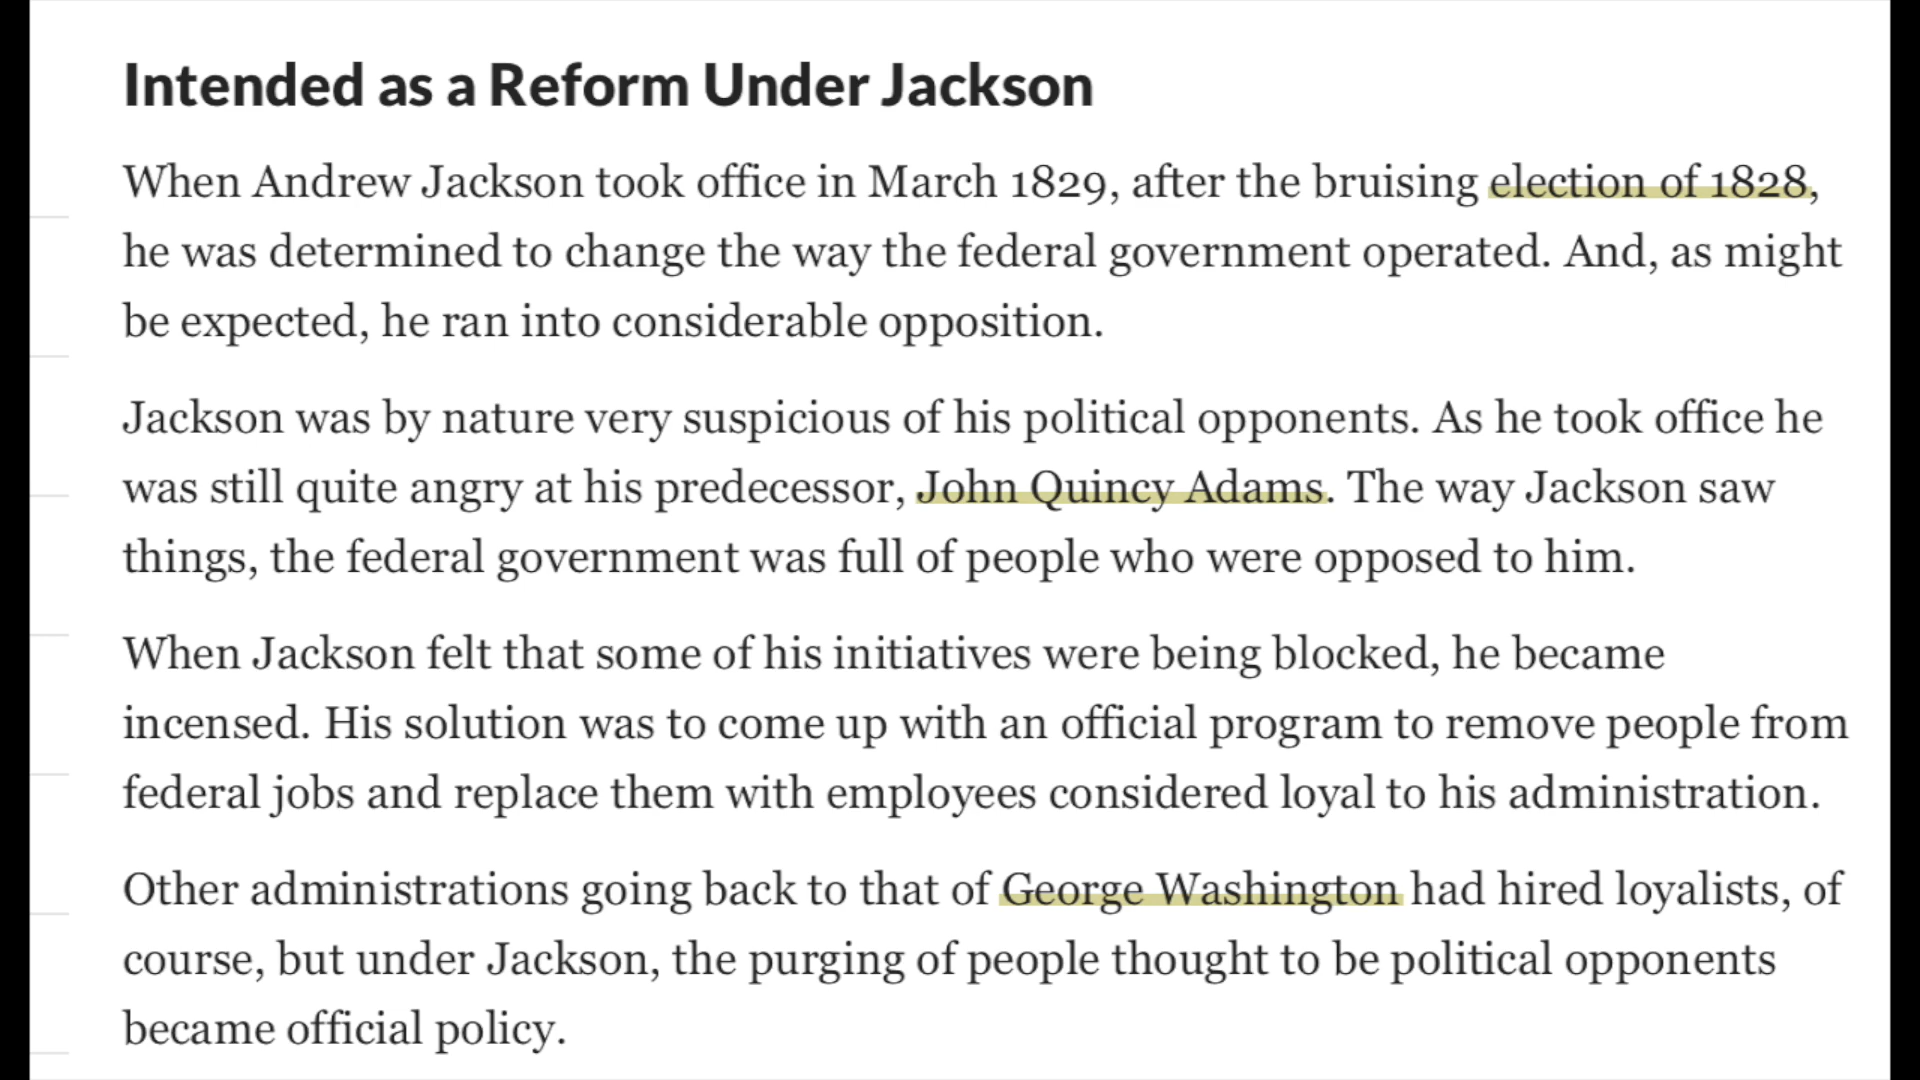 Intended as a Reform Under Jackson
When Andrew Jackson took office in March 1829, after the bruising election of 1828,
he was determined to change the way the federal government operated. And, as might
be expected, he ran into considerable opposition.
Jackson was by nature very suspicious of his political opponents. As he took office he
was still quite angry at his predecessor, John Quincy Adams. The way Jackson saw
things, the federal government was full of people who were opposed to him.
When Jackson felt that some of his initiatives were being blocked, he became
incensed. His solution was to come up with an official program to remove people from
federal jobs and replace them with employees considered loyal to his administration.
Other administrations going back to that of George Washington had hired loyalists, of
course, but under Jackson, the purging of people thought to be political opponents
became official policy.